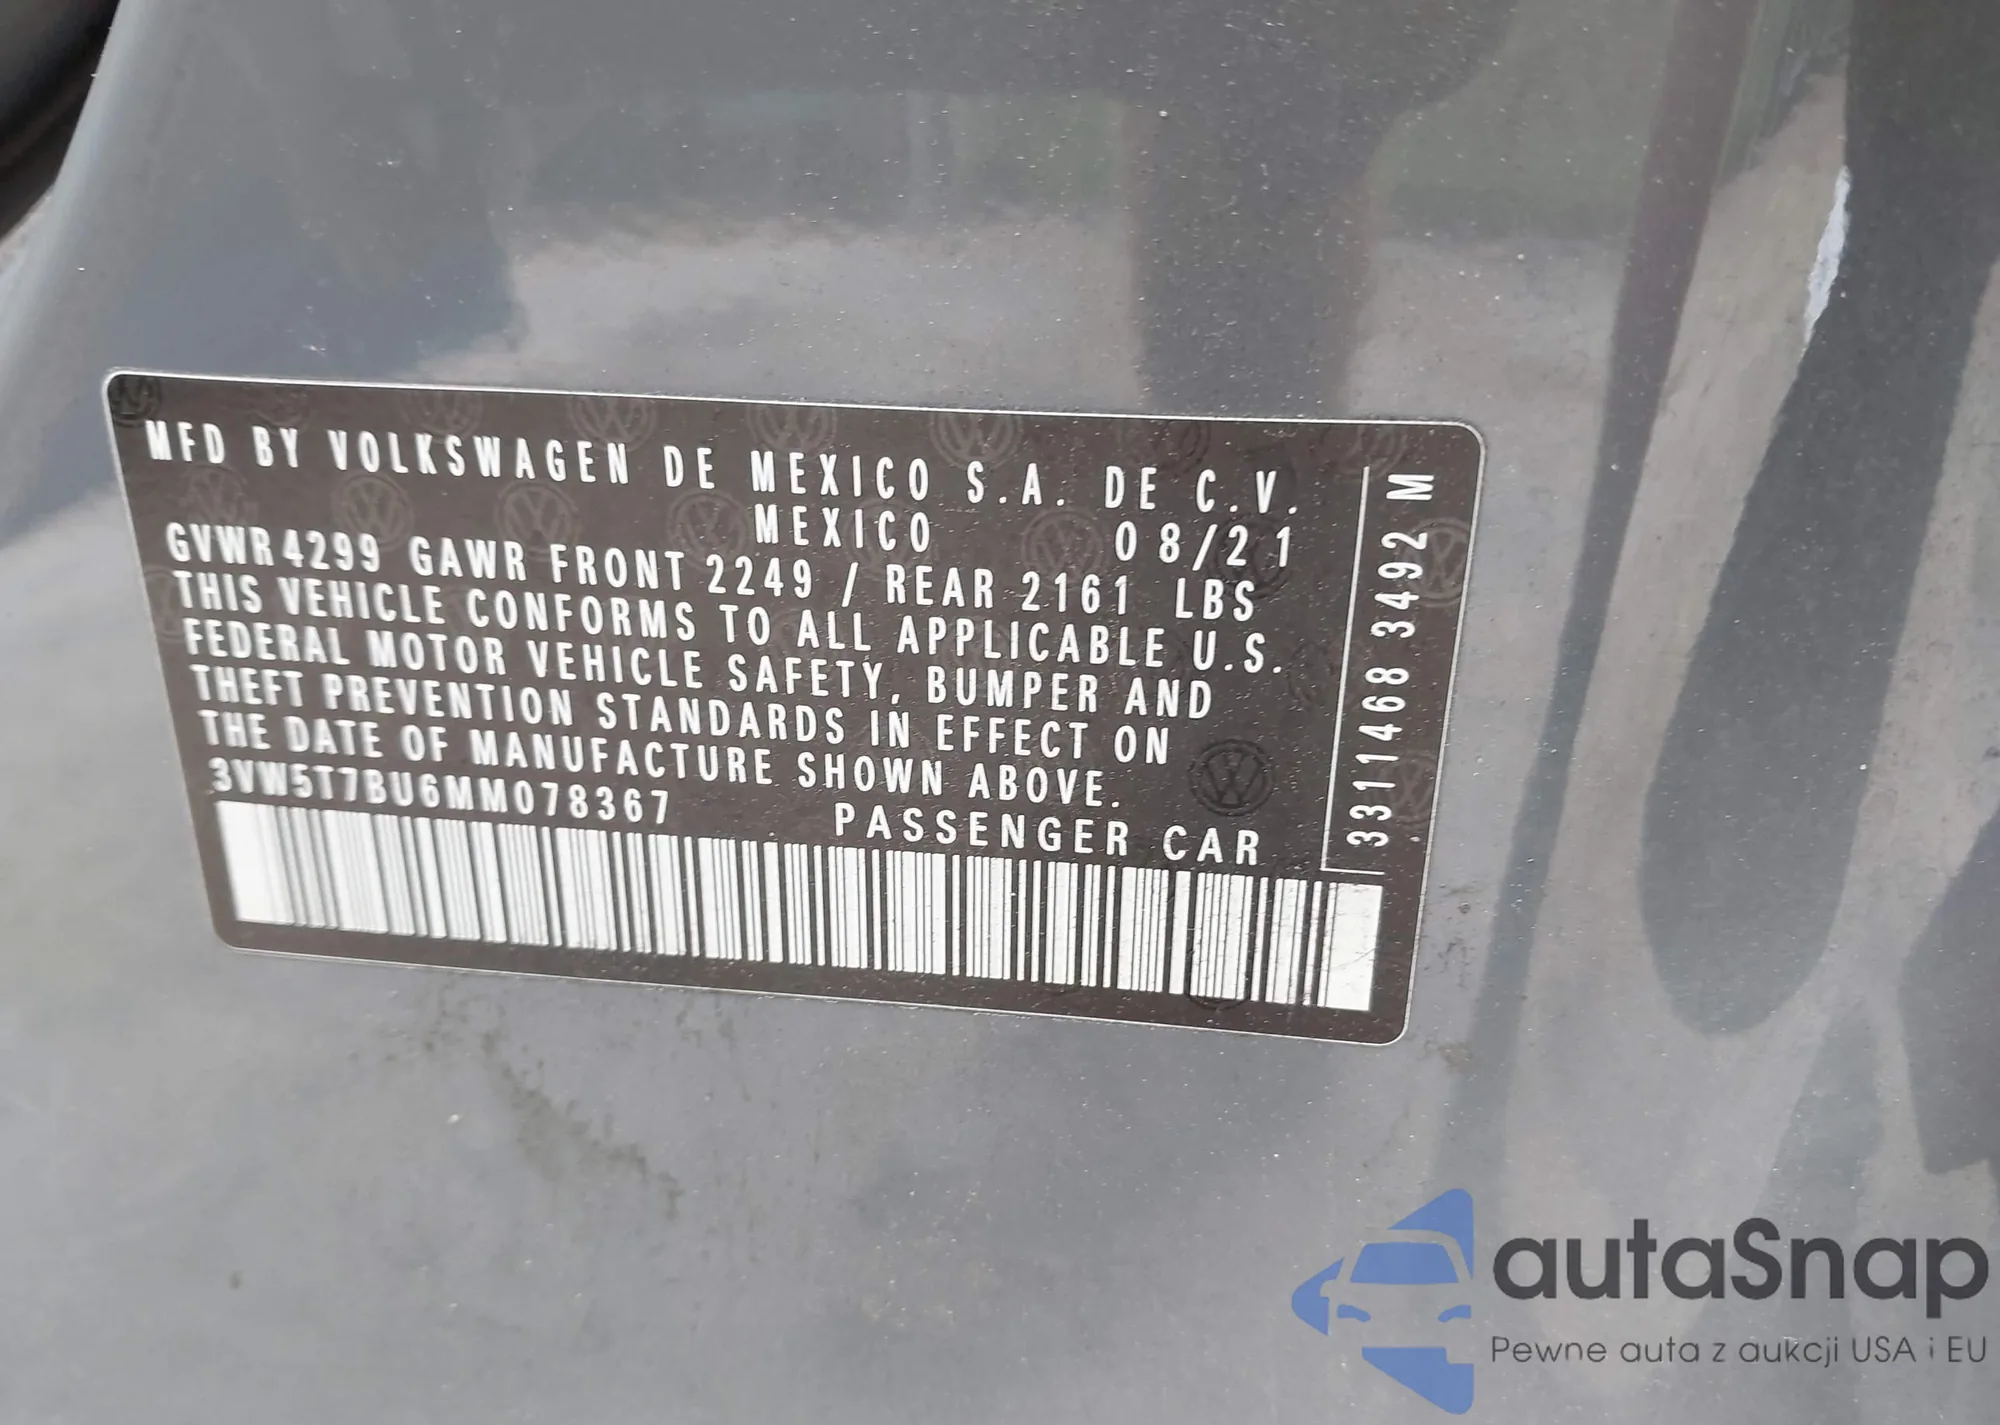 MFD BY VOLKSWAGEN DE MEXICO S.A. DE C.V.
MEXICO 08/21
GVWR 4299 GAWR FRONT 2249 / REAR 2161 LBS
THIS VEHICLE CONFORMS TO ALL APPLICABLE U.S.
FEDERAL MOTOR VEHICLE SAFETY, BUMPER AND
THEFT PREVENTION STANDARDS IN EFFECT ON
THE DATE OF MANUFACTURE SHOWN ABOVE.
3VW5T7BU6MM078367 PASSENGER CAR
3311468 3492 M
autaSnap
Pewne auta z aukcji USA i EU